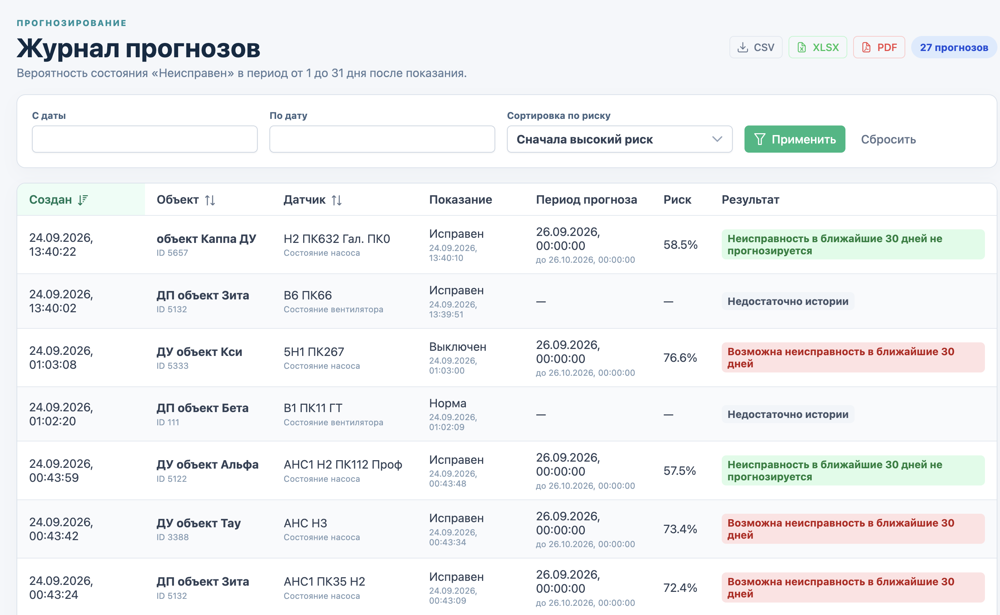 ПРОГНОЗИРОВАНИЕ
Журнал прогнозов
CSV
XLSX
PDF
27 прогнозов
Вероятность состояния «Неисправен» в период от 1 до 31 дня после показания.
С даты
По дату
Сортировка по риску
Сначала высокий риск
Применить
Сбросить
Создан
Объект
Датчик
Показание
Период прогноза
Риск
Результат
24.09.2026,
13:40:22
объект Каппа ДУ
ID 5657
Н2 ПК632 Гал. ПК0
Состояние насоса
Исправен
24.09.2026,
13:40:10
26.09.2026,
00:00:00
до 26.10.2026, 00:00:00
58.5%
Неисправность в ближайшие 30 дней не
прогнозируется
24.09.2026,
13:40:02
ДП объект Зита
ID 5132
В6 ПК66
Состояние вентилятора
Исправен
24.09.2026,
13:39:51
—
—
Недостаточно истории
24.09.2026,
01:03:08
ДУ объект Кси
ID 5333
5Н1 ПК267
Состояние насоса
Выключен
24.09.2026,
01:03:00
26.09.2026,
00:00:00
до 26.10.2026, 00:00:00
76.6%
Возможна неисправность в ближайшие 30
дней
24.09.2026,
01:02:20
ДП объект Бета
ID 111
В1 ПК11 ГТ
Состояние вентилятора
Норма
24.09.2026,
01:02:09
—
—
Недостаточно истории
24.09.2026,
00:43:59
ДУ объект Альфа
ID 5122
АНС1 Н2 ПК112 Проф
Состояние насоса
Исправен
24.09.2026,
00:43:48
26.09.2026,
00:00:00
до 26.10.2026, 00:00:00
57.5%
Неисправность в ближайшие 30 дней не
прогнозируется
24.09.2026,
00:43:42
ДУ объект Тау
ID 3388
АНС Н3
Состояние насоса
Исправен
24.09.2026,
00:43:34
26.09.2026,
00:00:00
до 26.10.2026, 00:00:00
73.4%
Возможна неисправность в ближайшие 30
дней
24.09.2026,
00:43:24
ДП объект Зита
ID 5132
АНС1 ПК35 Н2
Состояние насоса
Исправен
24.09.2026,
00:43:09
26.09.2026,
00:00:00
до 26.10.2026, 00:00:00
72.4%
Возможна неисправность в ближайшие 30
дней